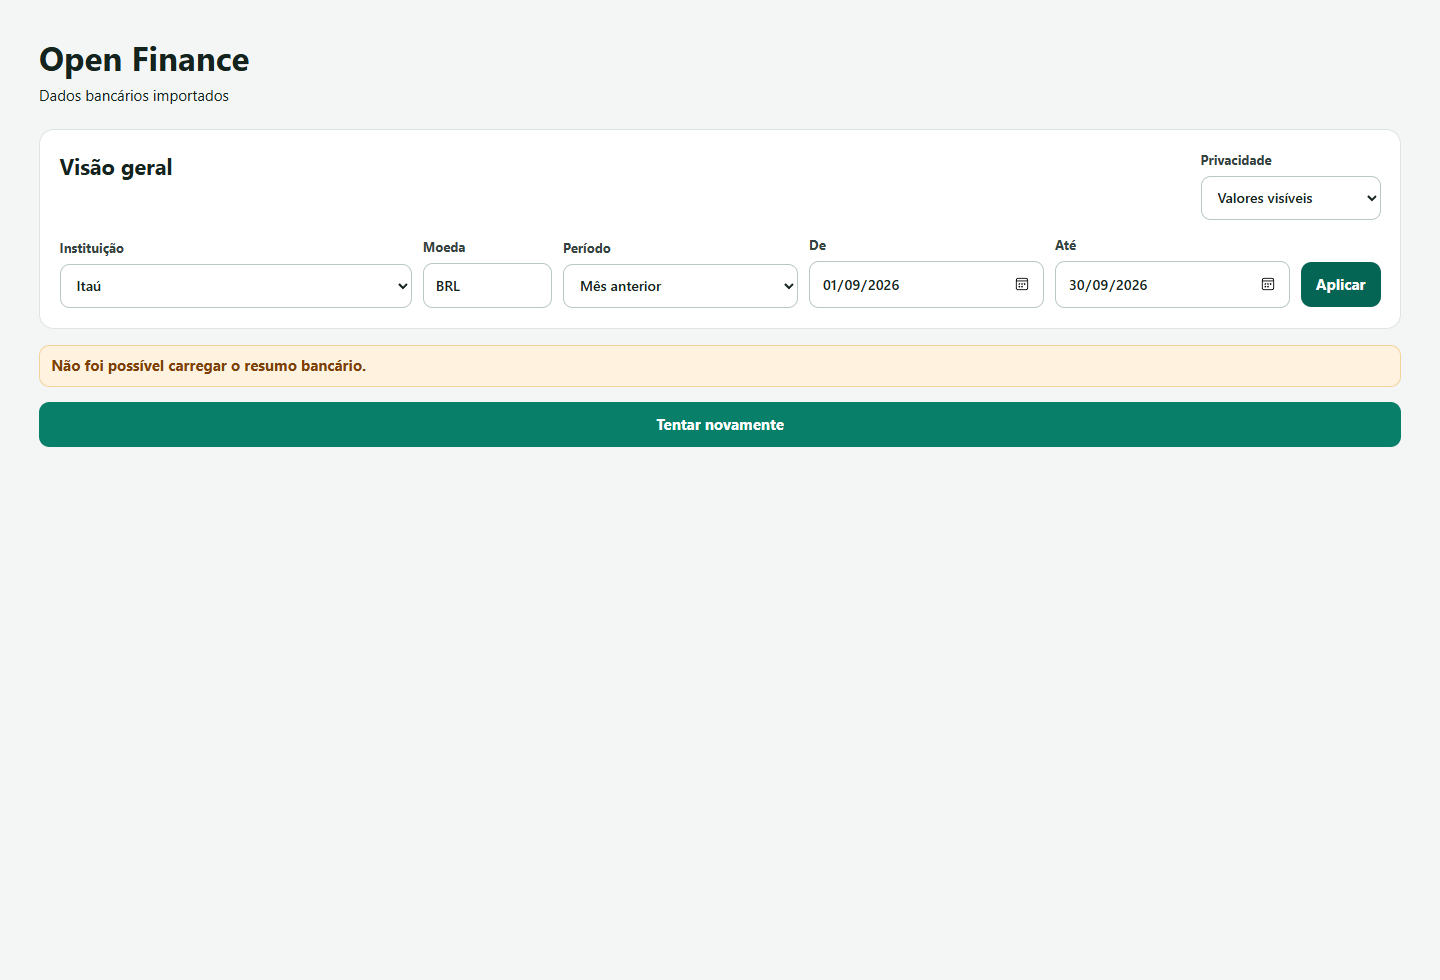 Open Finance
Dados bancários importados
Visão geral
Privacidade
Valores visíveis
Instituição
Moeda
Período
De
Até
Itaú
BRL
Mês anterior
01/09/2026
30/09/2026
Aplicar
Não foi possível carregar o resumo bancário.
Tentar novamente